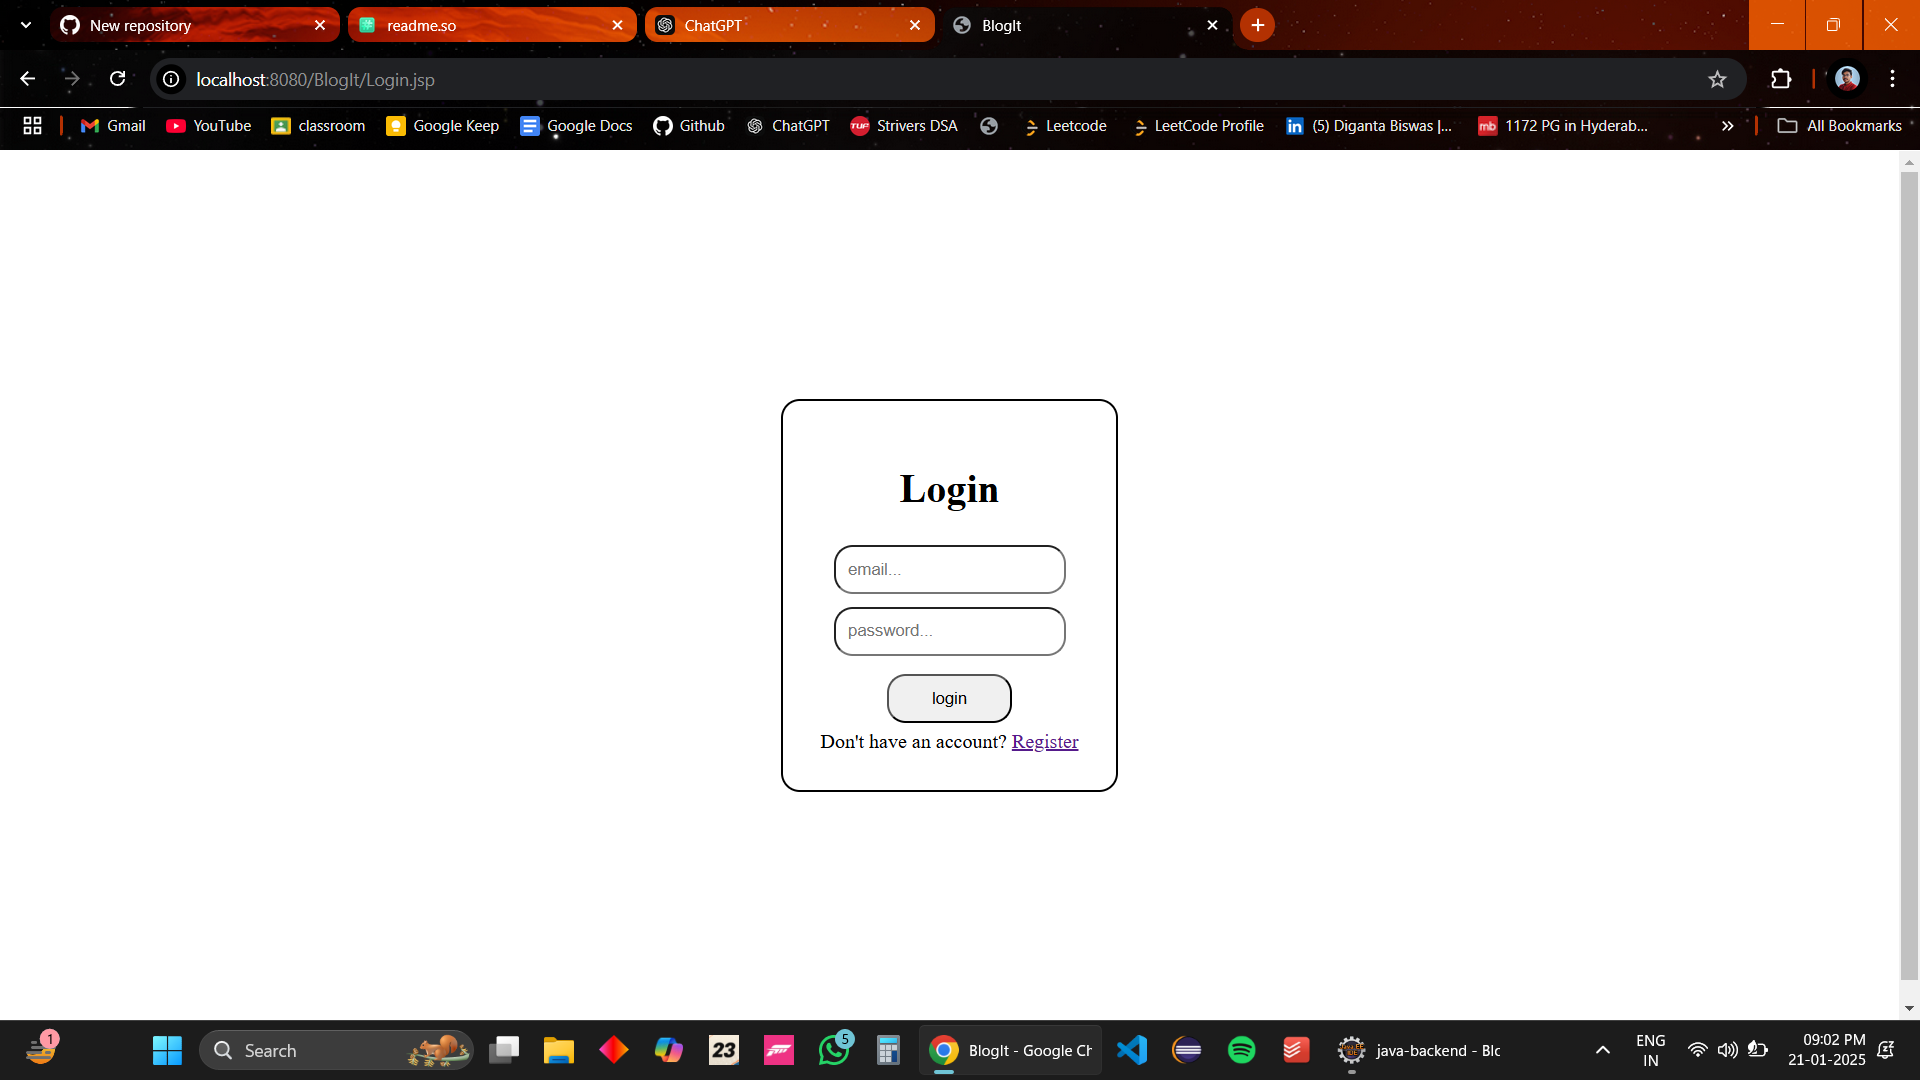 New repository
readme.so
ChatGPT
BlogIt
localhost:8080/BlogIt/Login.jsp
Gmail
YouTube
classroom
Google Keep
Google Docs
Github
ChatGPT
TUF
Strivers DSA
Leetcode
LeetCode Profile
in
(5) Diganta Biswas |...
mb
1172 PG in Hyderab...
All Bookmarks
Login
email...
password...
login
Don't have an account? Register
1
Search
23
5
BlogIt - Google Ch
java-backend - Blc
ENG
IN
09:02 PM
21-01-2025